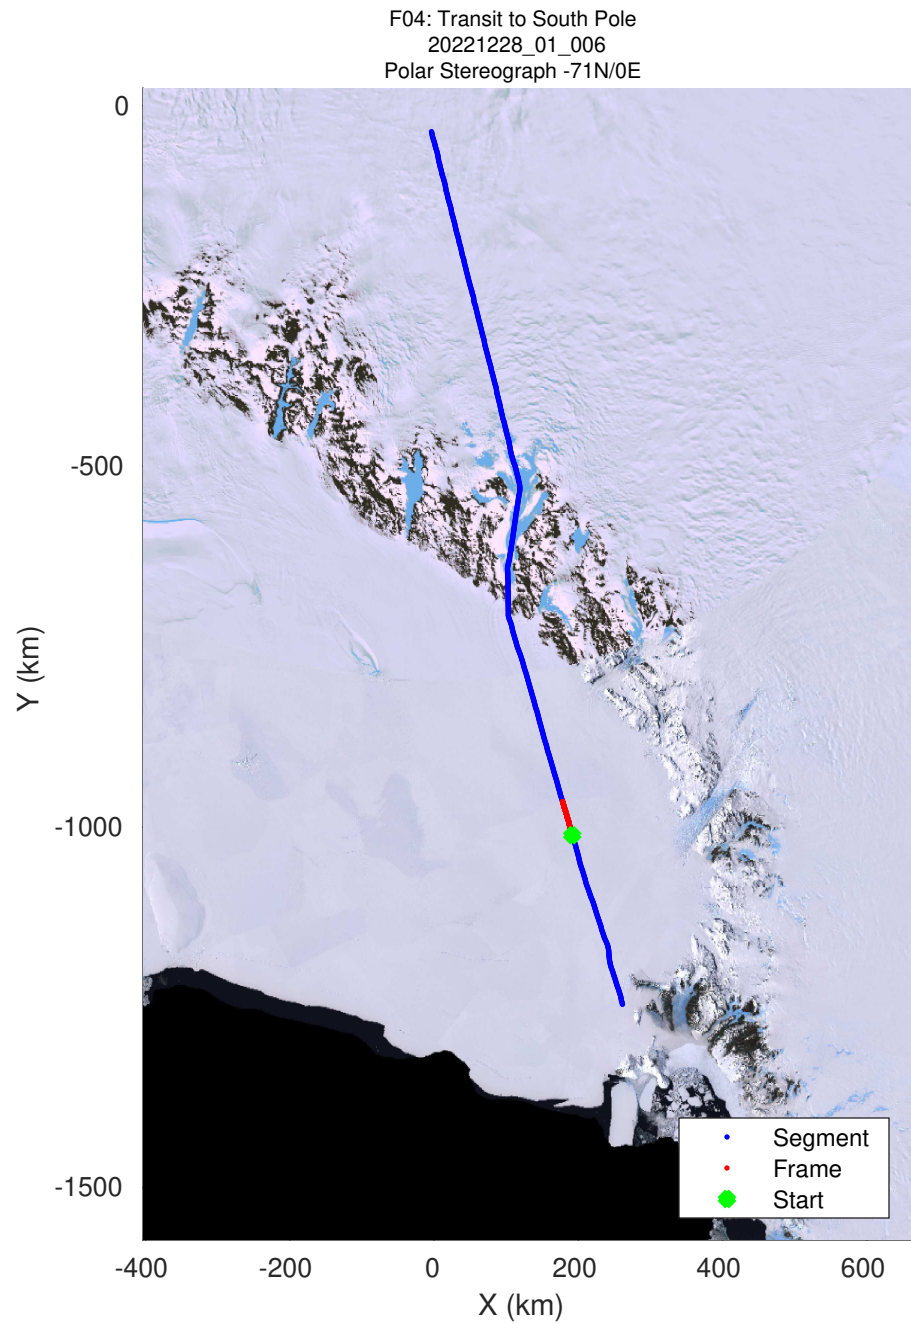 F04: Transit to South Pole
20221228_01_006
Polar Stereograph -71N/0E
0
-500
-1000
-1500
Y (km)
-400
-200
0
200
400
600
X (km)
Segment
Frame
Start